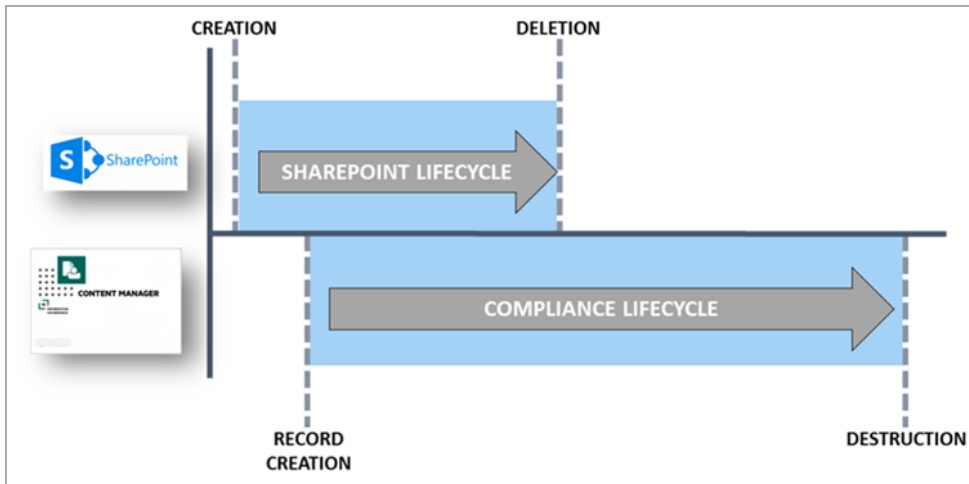 CREATION
DELETION
S
SharePoint
SHAREPOINT LIFECYCLE
CONTENT MANAGER
COMPLIANCE LIFECYCLE
RECORD
CREATION
DESTRUCTION